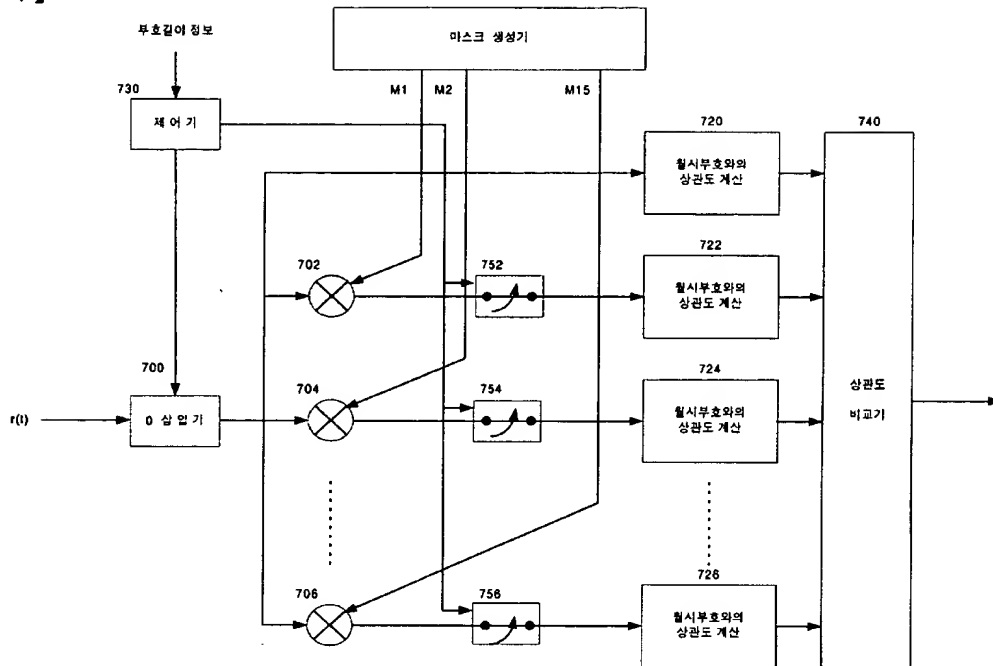 부호길이 정보
마스크 생성기
730
제어기
M1
M2
M15
720
월시부호와의
상관도 계산
740
702
752
722
월시부호와의
상관도 계산
700
r(t)
0 삽입기
704
754
724
월시부호와의
상관도 계산
상관도
비교기
706
756
726
월시부호와의
상관도 계산